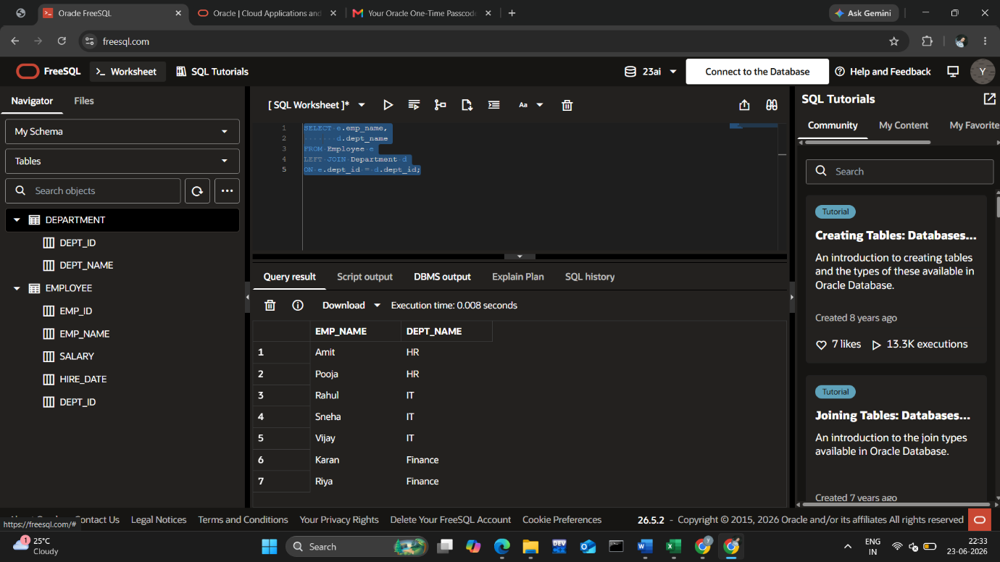 Oracle FreeSQL
Oracle | Cloud Applications and
Your Oracle One-Time Passcode
Ask Gemini
freesql.com
FreeSQL
>_ Worksheet
SQL Tutorials
23ai
Connect to the Database
Help and Feedback
Y
Navigator
Files
My Schema
Tables
Search objects
DEPARTMENT
DEPT_ID
DEPT_NAME
EMPLOYEE
EMP_ID
EMP_NAME
SALARY
HIRE_DATE
DEPT_ID
[ SQL Worksheet ]*
Aa
1 SELECT e.emp_name,
2 d.dept_name
3 FROM Employee e
4 LEFT JOIN Department d
5 ON e.dept_id = d.dept_id;
Query result Script output DBMS output Explain Plan SQL history
Download Execution time: 0.008 seconds
EMP_NAME DEPT_NAME
1 Amit HR
2 Pooja HR
3 Rahul IT
4 Sneha IT
5 Vijay IT
6 Karan Finance
7 Riya Finance
SQL Tutorials
Community My Content My Favorite
Search
Tutorial
Creating Tables: Databases...
An introduction to creating tables
and the types of these available in
Oracle Database.
Created 8 years ago
7 likes 13.3K executions
Tutorial
Joining Tables: Databases...
An introduction to the join types
available in Oracle Database.
Created 7 years ago
https://freesql.com/#
ontact Us Legal Notices Terms and Conditions Your Privacy Rights Delete Your FreeSQL Account Cookie Preferences 26.5.2 - Copyright © 2015, 2026 Oracle and/or its affiliates All rights reserved
1
25°C
Cloudy
Search
DEV
ENG
IN
22:33
23-06-2026